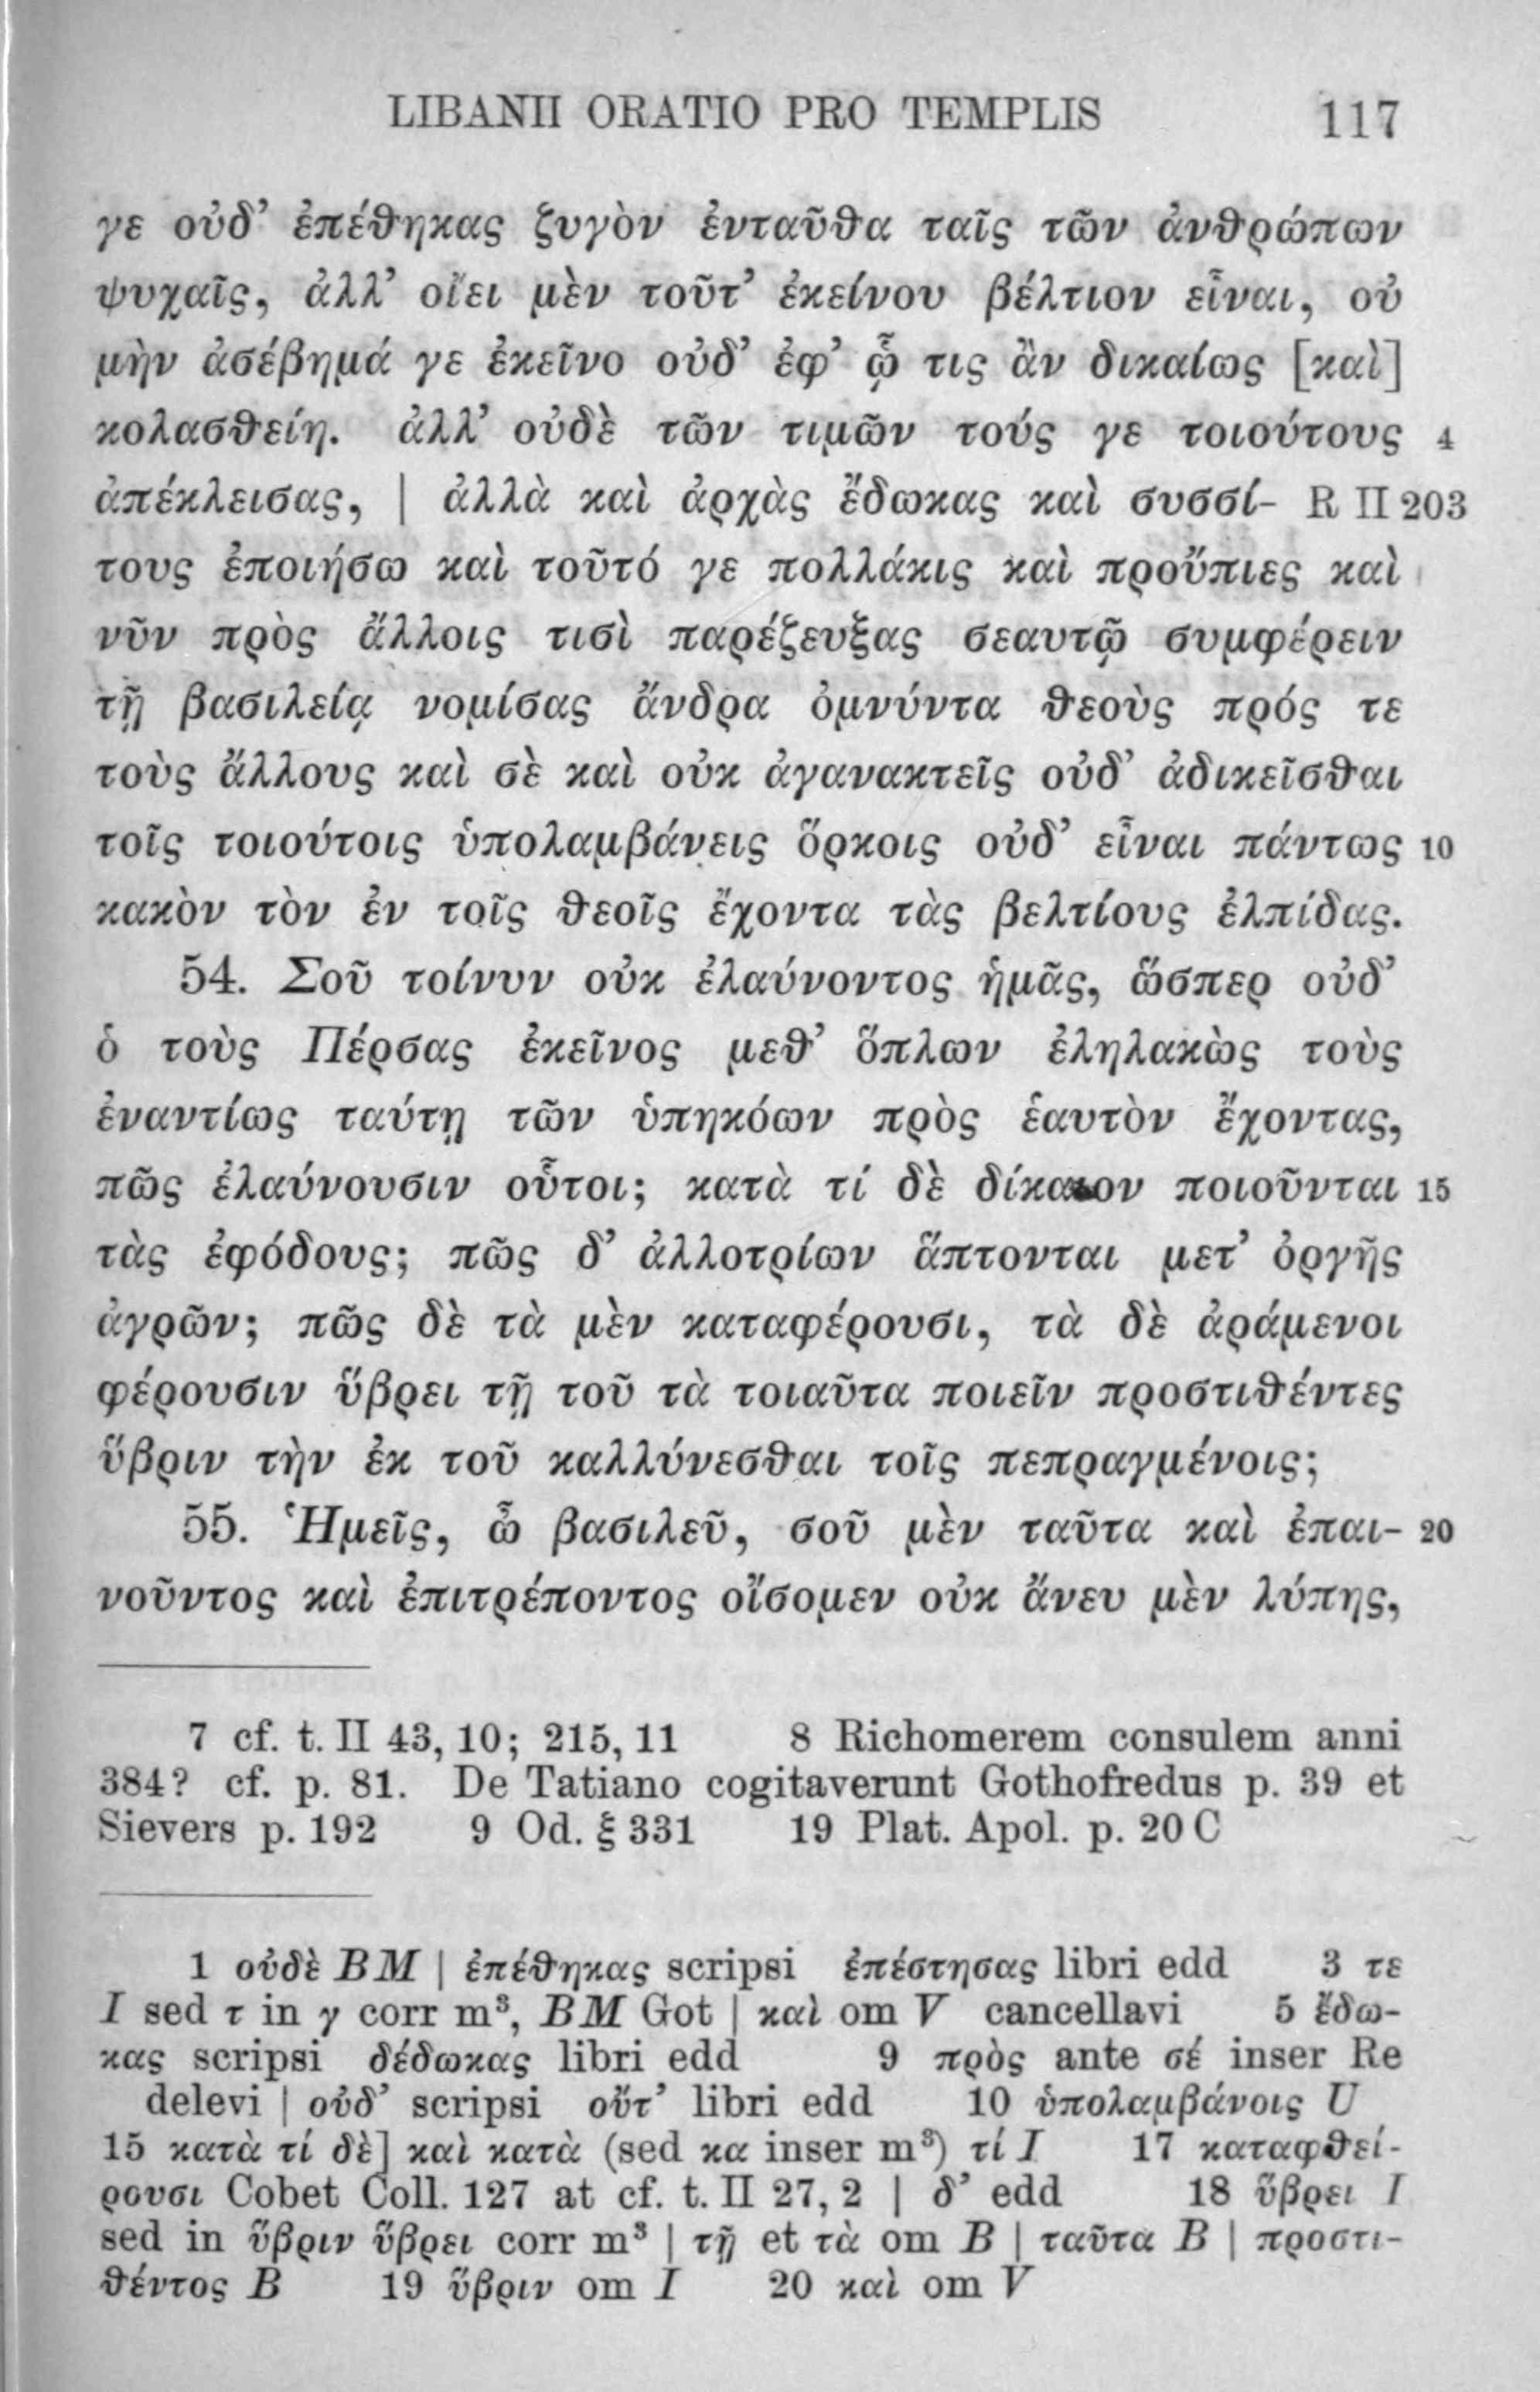 LIBANII ORATIO PRO TEMPLIS 117
γε οὐδ’ ἐπέθηκας ζυγὸν ἐνταῦθα ταῖς τῶν ἀνθρώπων
ψυχαῖς, ἀλλ’ οἴει μὲν τοῦτ’ ἐκείνου βέλτιον εἶναι, οὐ
μὴν ἀσέβημά γε ἐκεῖνο οὐδ’ ἐφ’ ᾧ τις ἂν δικαίως [καὶ]
κολασθείη. ἀλλ’ οὐδὲ τῶν τιμῶν τούς γε τοιούτους 4
ἀπέκλεισας, | ἀλλὰ καὶ ἀρχὰς ἔδωκας καὶ συσσί- R II 203
τους ἐποιήσω καὶ τοῦτό γε πολλάκις καὶ προὔπιες καὶ
νῦν πρὸς ἄλλοις τισὶ παρέζευξας σεαυτῷ συμφέρειν
τῇ βασιλείᾳ νομίσας ἄνδρα ὀμνύντα θεοὺς πρός τε
τοὺς ἄλλους καὶ σὲ καὶ οὐκ ἀγανακτεῖς οὐδ’ ἀδικεῖσθαι
τοῖς τοιούτοις ὑπολαμβάνεις ὅρκοις οὐδ’ εἶναι πάντως 10
κακὸν τὸν ἐν τοῖς θεοῖς ἔχοντα τὰς βελτίους ἐλπίδας.
54. Σοῦ τοίνυν οὐκ ἐλαύνοντος ἡμᾶς, ὥσπερ οὐδ’
ὁ τοὺς Πέρσας ἐκεῖνος μεθ’ ὅπλων ἐληλακὼς τοὺς
ἐναντίως ταύτῃ τῶν ὑπηκόων πρὸς ἑαυτὸν ἔχοντας,
πῶς ἐλαύνουσιν οὗτοι; κατὰ τί δὲ δίκαιον ποιοῦνται 15
τὰς ἐφόδους; πῶς δ’ ἀλλοτρίων ἅπτονται μετ’ ὀργῆς
ἀγρῶν; πῶς δὲ τὰ μὲν καταφέρουσι, τὰ δὲ ἀράμενοι
φέρουσιν ὕβρει τῇ τοῦ τὰ τοιαῦτα ποιεῖν προστιθέντες
ὕβριν τὴν ἐκ τοῦ καλλύνεσθαι τοῖς πεπραγμένοις;
55. Ἡμεῖς, ὦ βασιλεῦ, σοῦ μὲν ταῦτα καὶ ἐπαι- 20
νοῦντος καὶ ἐπιτρέποντος οἴσομεν οὐκ ἄνευ μὲν λύπης,
7 cf. t. II 43, 10; 215, 11 8 Richomerem consulem anni
384? cf. p. 81. De Tatiano cogitaverunt Gothofredus p. 39 et
Sievers p. 192 9 Od. ξ 331 19 Plat. Apol. p. 20 C
1 οὐδὲ BM | ἐπέθηκας scripsi ἐπέστησας libri edd 3 τε
I sed τ in γ corr m³, BM Got | καὶ om V cancellavi 5 ἔδω-
κας scripsi δέδωκας libri edd 9 πρὸς ante σέ inser Re
delevi | οὐδ’ scripsi οὔτ’ libri edd 10 ὑπολαμβάνοις U
15 κατὰ τί δὲ] καὶ κατὰ (sed κα inser m³) τί I 17 καταφθεί-
ρουσι Cobet Coll. 127 at cf. t. II 27, 2 | δ’ edd 18 ὕβρει I
sed in ὕβριν ὕβρει corr m³ | τῇ et τὰ om B | ταῦτα B | προστι-
θέντος B 19 ὕβριν om I 20 καὶ om V